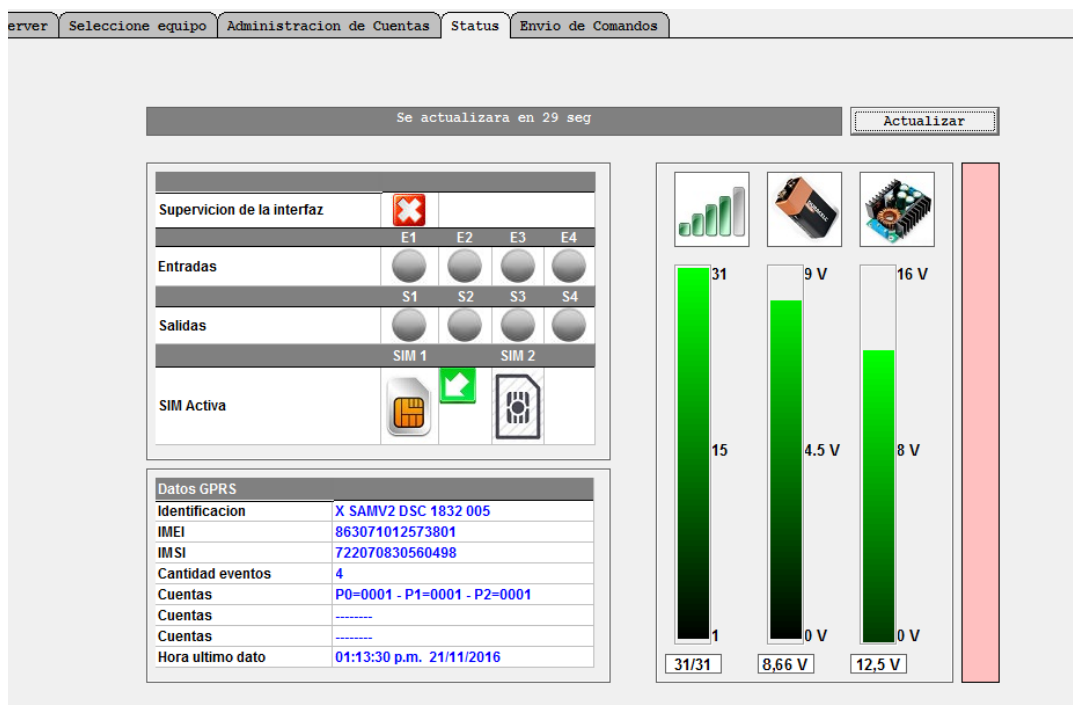 erver Seleccione equipo Administracion de Cuentas Status Envio de Comandos
Se actualizara en 29 seg
Actualizar
Supervicion de la interfaz
E1 E2 E3 E4
Entradas
S1 S2 S3 S4
Salidas
SIM 1 SIM 2
SIM Activa
Datos GPRS
Identificacion X SAMV2 DSC 1832 005
IMEI 863071012573801
IMSI 722070830560498
Cantidad eventos 4
Cuentas P0=0001 - P1=0001 - P2=0001
Cuentas --------
Cuentas --------
Hora ultimo dato 01:13:30 p.m. 21/11/2016
DURACELL
31 9 V 16 V
15 4.5 V 8 V
1 0 V 0 V
31/31 8,66 V 12,5 V